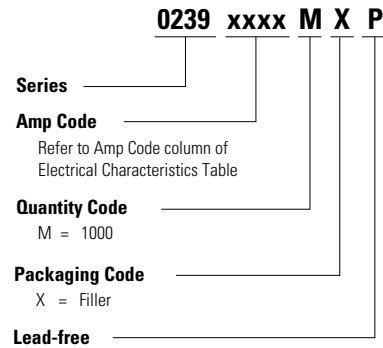 0239 xxxx M X P
Series
Amp Code
Refer to Amp Code column of
Electrical Characteristics Table
Quantity Code
M = 1000
Packaging Code
X = Filler
Lead-free